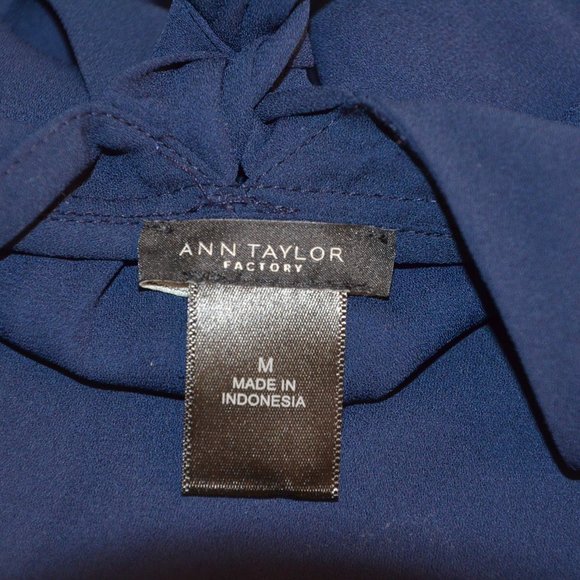 ANN TAYLOR
FACTORY
M
MADE IN
INDONESIA